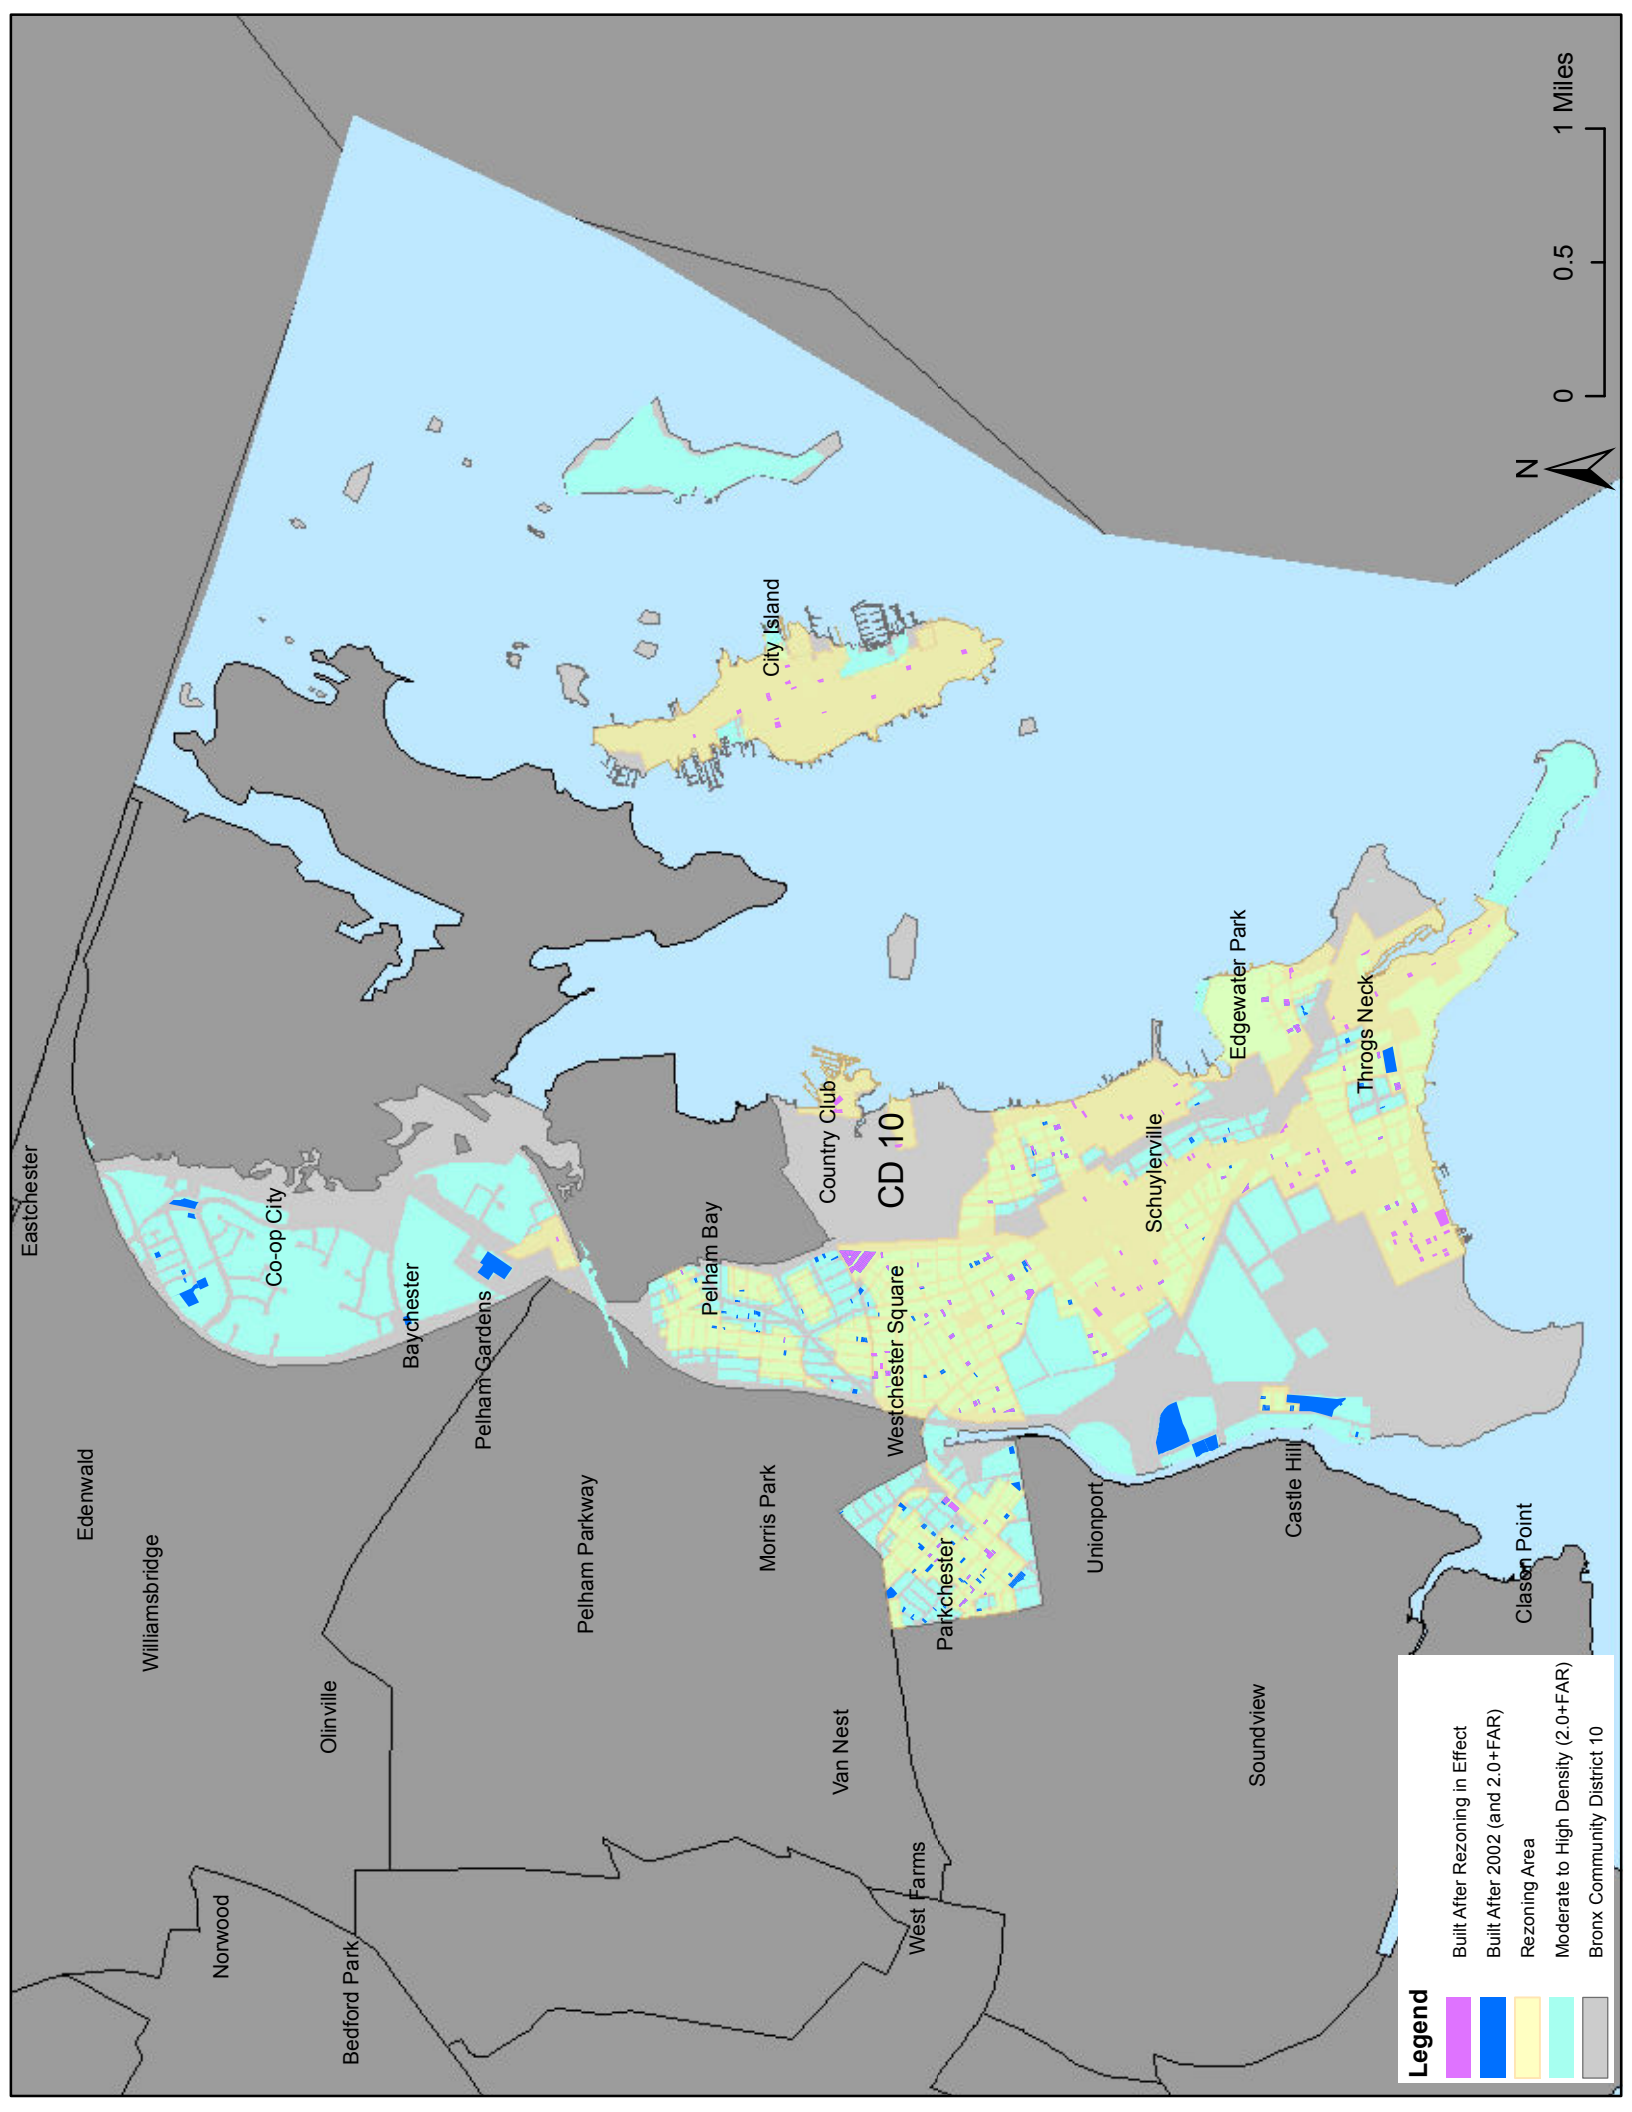 Eastchester
Edenwald
Williamsbridge
Co-op City
Baychester
Olinville
Norwood
Pelham Gardens
Bedford Park
Pelham Parkway
Pelham Bay
City Island
Morris Park
Country Club
Van Nest
CD 10
Westchester Square
West Farms
Parkchester
Unionport
Schuylerville
Edgewater Park
Soundview
Castle Hill
Throgs Neck
Clason Point
N
0 0.5 1 Miles
Legend
Built After Rezoning in Effect
Built After 2002 (and 2.0+FAR)
Rezoning Area
Moderate to High Density (2.0+FAR)
Bronx Community District 10